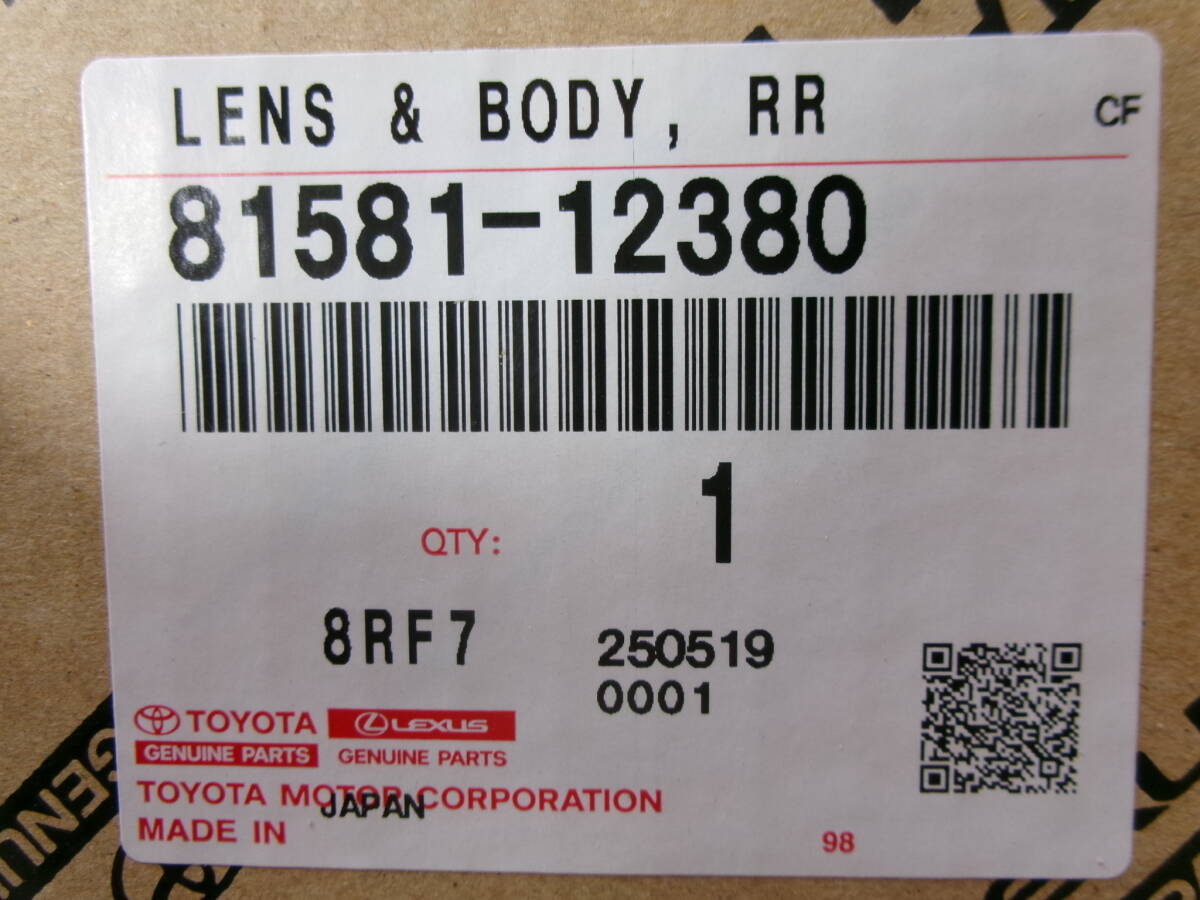 LENS & BODY, RR
CF
81581-12380
QTY: 1
8RF7
250519
0001
TOYOTA LEXUS
GENUINE PARTS GENUINE PARTS
TOYOTA MOTOR CORPORATION
JAPAN
MADE IN
98
GENU